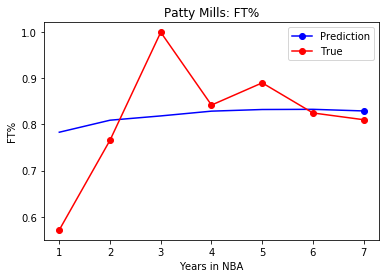 Patty Mills: FT%
Prediction
True
FT%
1.0
0.9
0.8
0.7
0.6
1 2 3 4 5 6 7
Years in NBA